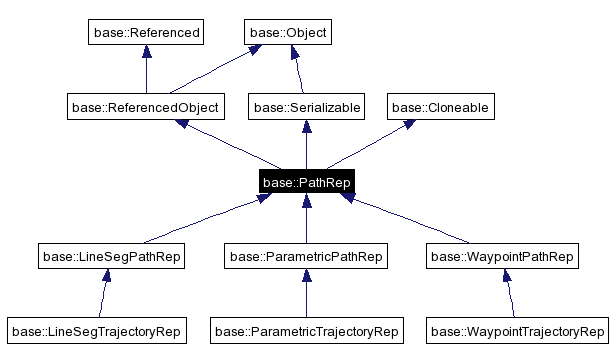 base::Referenced
base::Object
base::ReferencedObject
base::Serializable
base::Cloneable
base::PathRep
base::LineSegPathRep
base::ParametricPathRep
base::WaypointPathRep
base::LineSegTrajectoryRep
base::ParametricTrajectoryRep
base::WaypointTrajectoryRep